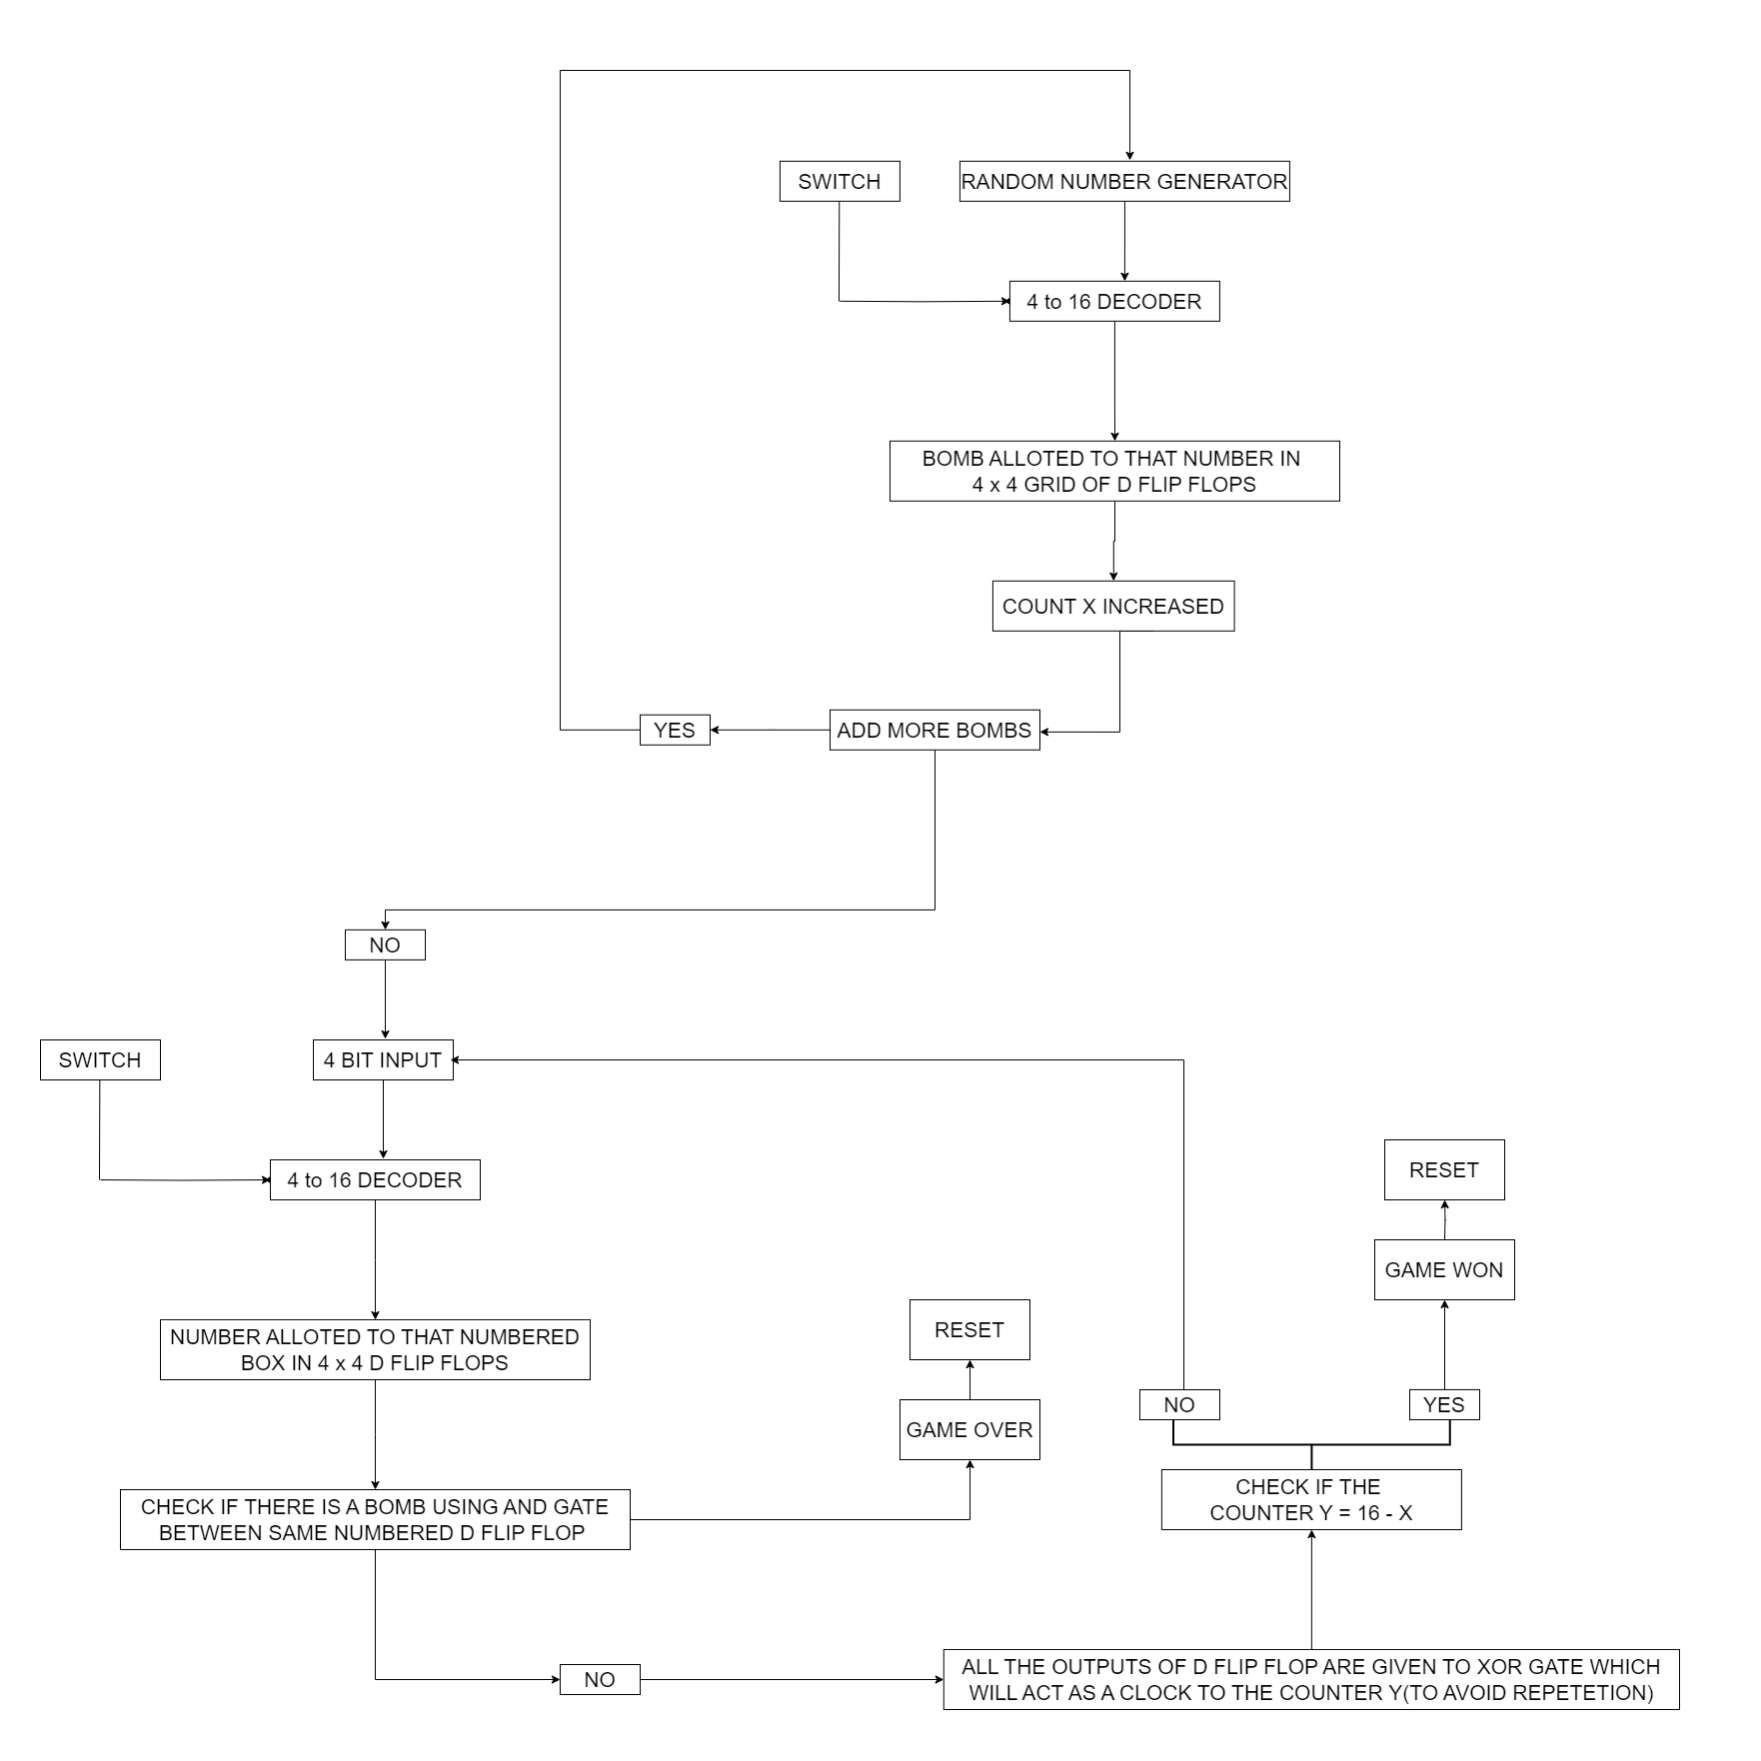 SWITCH
RANDOM NUMBER GENERATOR
4 to 16 DECODER
BOMB ALLOTED TO THAT NUMBER IN
4 x 4 GRID OF D FLIP FLOPS
COUNT X INCREASED
YES
ADD MORE BOMBS
NO
SWITCH
4 BIT INPUT
4 to 16 DECODER
NUMBER ALLOTED TO THAT NUMBERED
BOX IN 4 x 4 D FLIP FLOPS
CHECK IF THERE IS A BOMB USING AND GATE
BETWEEN SAME NUMBERED D FLIP FLOP
RESET
GAME OVER
NO
ALL THE OUTPUTS OF D FLIP FLOP ARE GIVEN TO XOR GATE WHICH
WILL ACT AS A CLOCK TO THE COUNTER Y(TO AVOID REPETETION)
CHECK IF THE
COUNTER Y = 16 - X
NO
YES
GAME WON
RESET